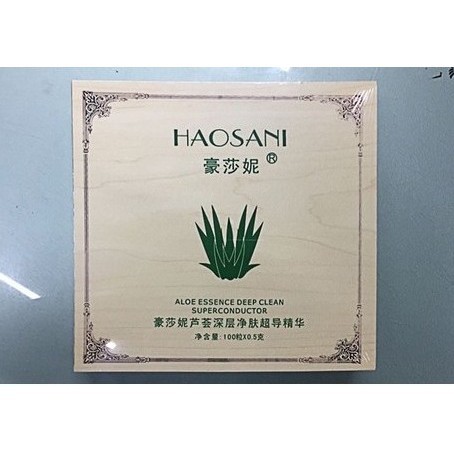 HAOSANI
豪莎妮®
ALOE ESSENCE DEEP CLEAN
SUPERCONDUCTOR
豪莎妮芦荟深层净肤超导精华
净含量:100粒X0.5克